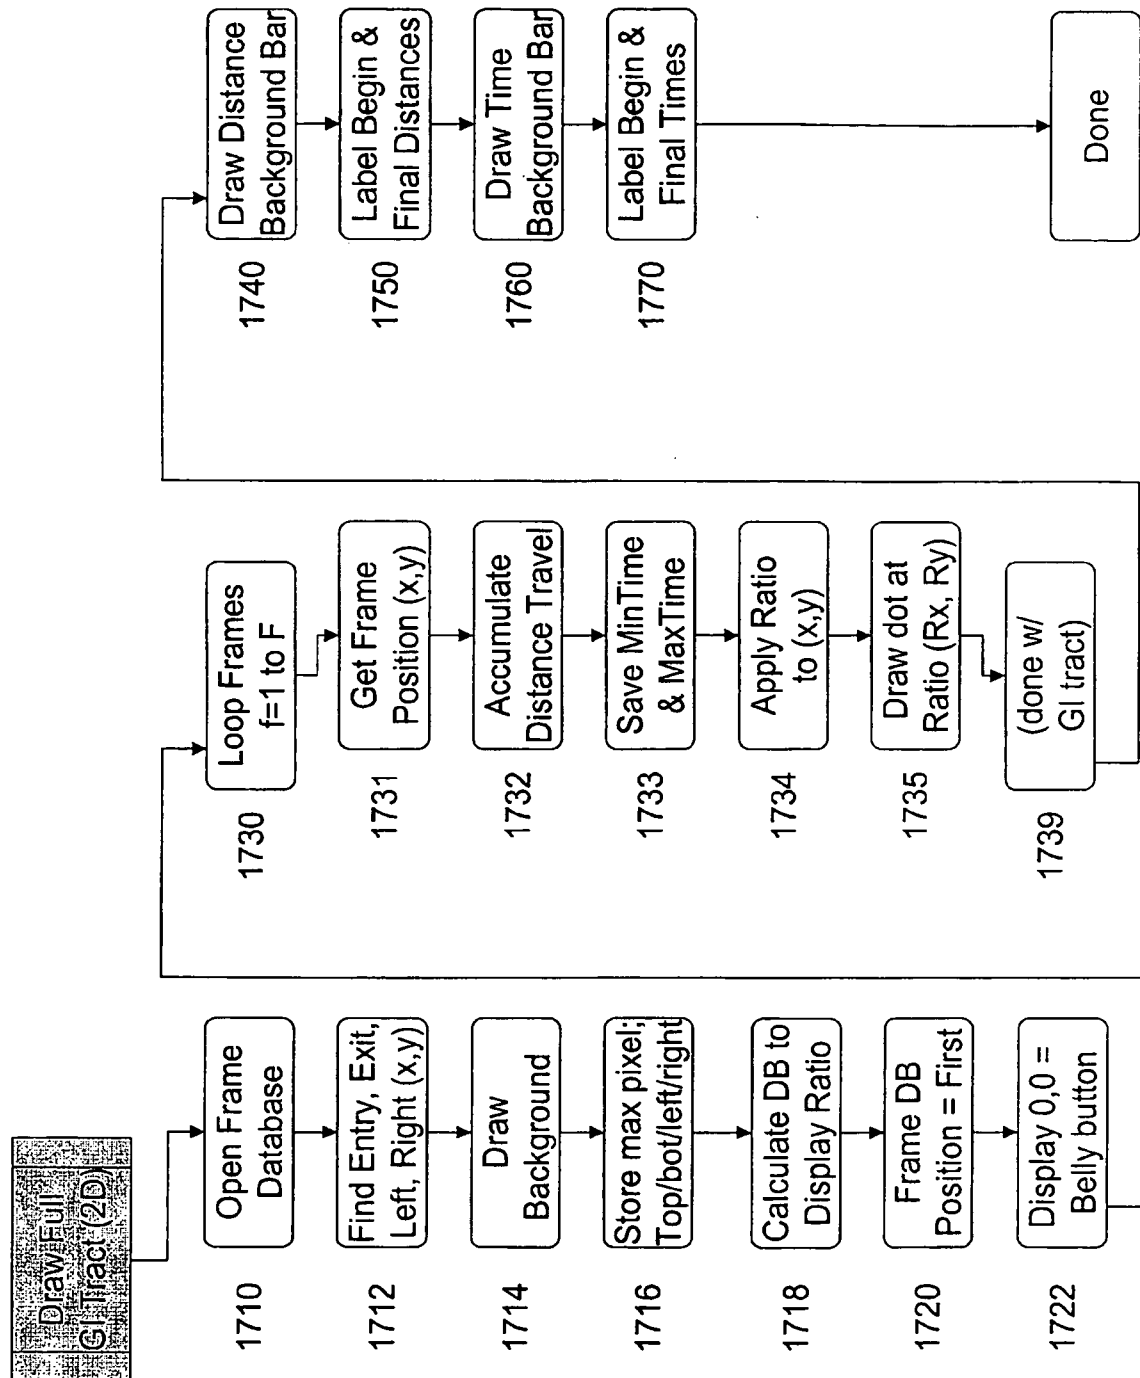 Draw Full
GI Tract (2D)
1710
Open Frame
Database
1712
Find Entry, Exit,
Left, Right (x,y)
1714
Draw
Background
1716
Store max pixel;
Top/bot/left/right
1718
Calculate DB to
Display Ratio
1720
Frame DB
Position = First
1722
Display 0,0 =
Belly button
1730
Loop Frames
f=1 to F
1731
Get Frame
Position (x,y)
1732
Accumulate
Distance Travel
1733
Save MinTime
& MaxTime
1734
Apply Ratio
to (x,y)
1735
Draw dot at
Ratio (Rx, Ry)
1739
(done w/
GI tract)
1740
Draw Distance
Background Bar
1750
Label Begin &
Final Distances
1760
Draw Time
Background Bar
1770
Label Begin &
Final Times
Done